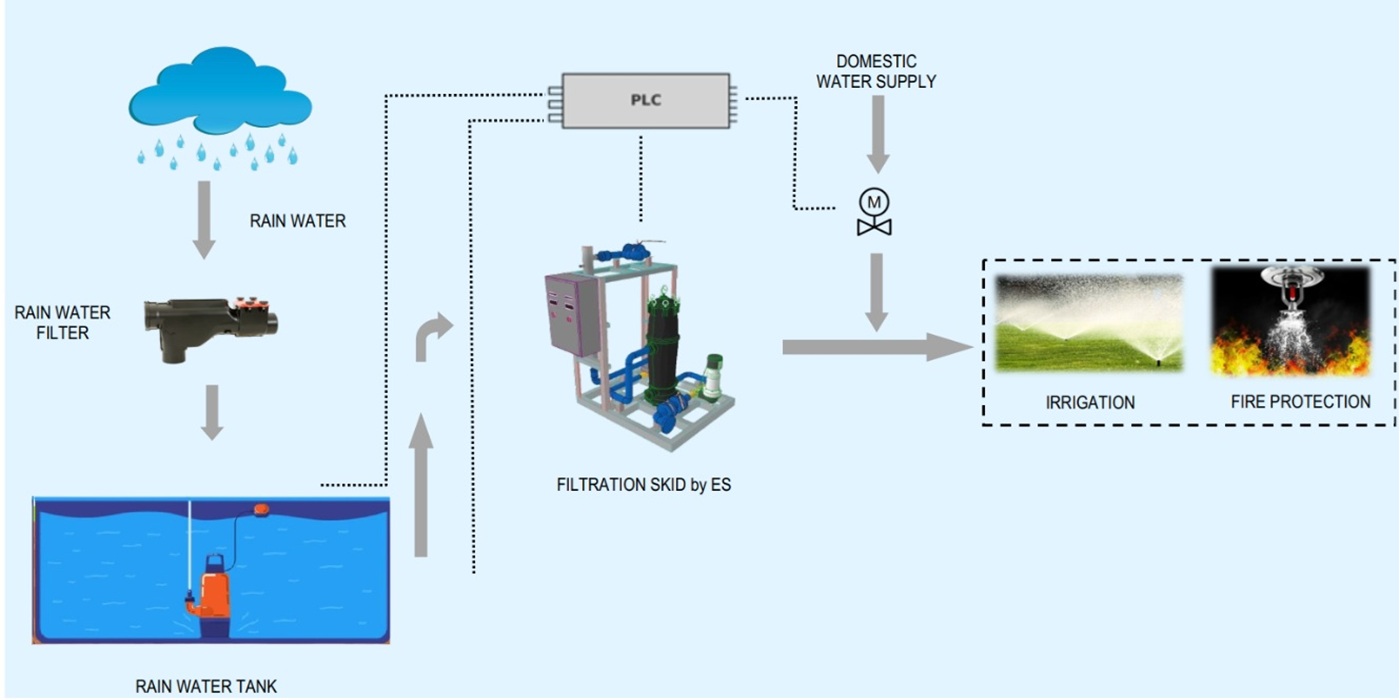 DOMESTIC
WATER SUPPLY
PLC
M
RAIN WATER
RAIN WATER
FILTER
IRRIGATION
FIRE PROTECTION
FILTRATION SKID by ES
RAIN WATER TANK